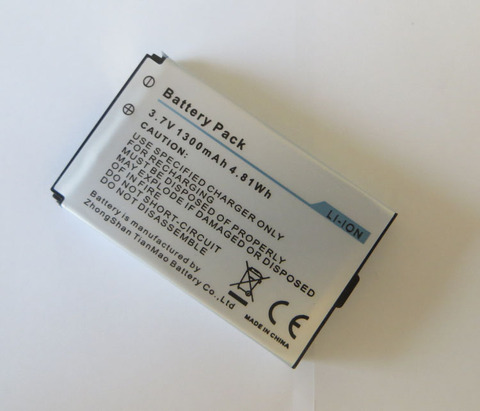 Battery Pack
3.7V 1300mAh 4.81Wh
LI-ION
CAUTION:
USE SPECIFIED CHARGER ONLY
FOR RECHARGING
MUST BE DISPOSED OF PROPERLY
MAY EXPLODE IF DISPOSED
OF IN FIRE
DO NOT SHORT-CIRCUIT
DO NOT DISASSEMBLE
Battery is manufactured by
ZhongShan TianMao Battery Co.,Ltd
CE
MADE IN CHINA